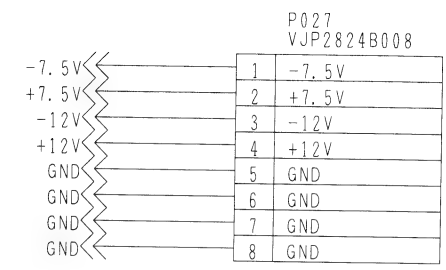 P027
VJP2824B008
-7.5V 1 -7.5V
+7.5V 2 +7.5V
-12V 3 -12V
+12V 4 +12V
GND 5 GND
GND 6 GND
GND 7 GND
GND 8 GND